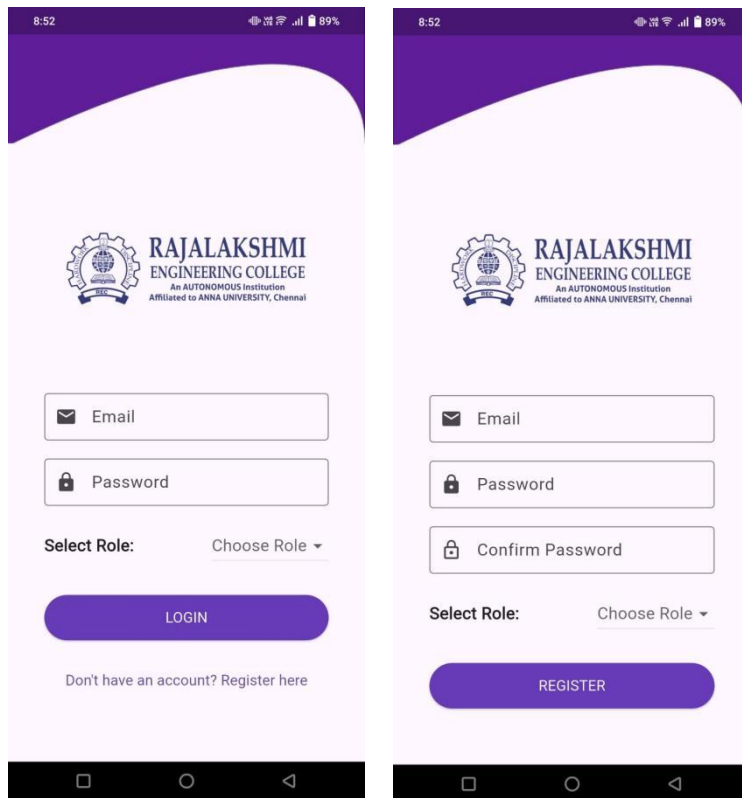 8:52
89%
RAJALAKSHMI
ENGINEERING COLLEGE
An AUTONOMOUS Institution
Affiliated to ANNA UNIVERSITY, Chennai
REC
Email
Password
Select Role:
Choose Role
LOGIN
Don't have an account? Register here
8:52
89%
RAJALAKSHMI
ENGINEERING COLLEGE
An AUTONOMOUS Institution
Affiliated to ANNA UNIVERSITY, Chennai
REC
Email
Password
Confirm Password
Select Role:
Choose Role
REGISTER